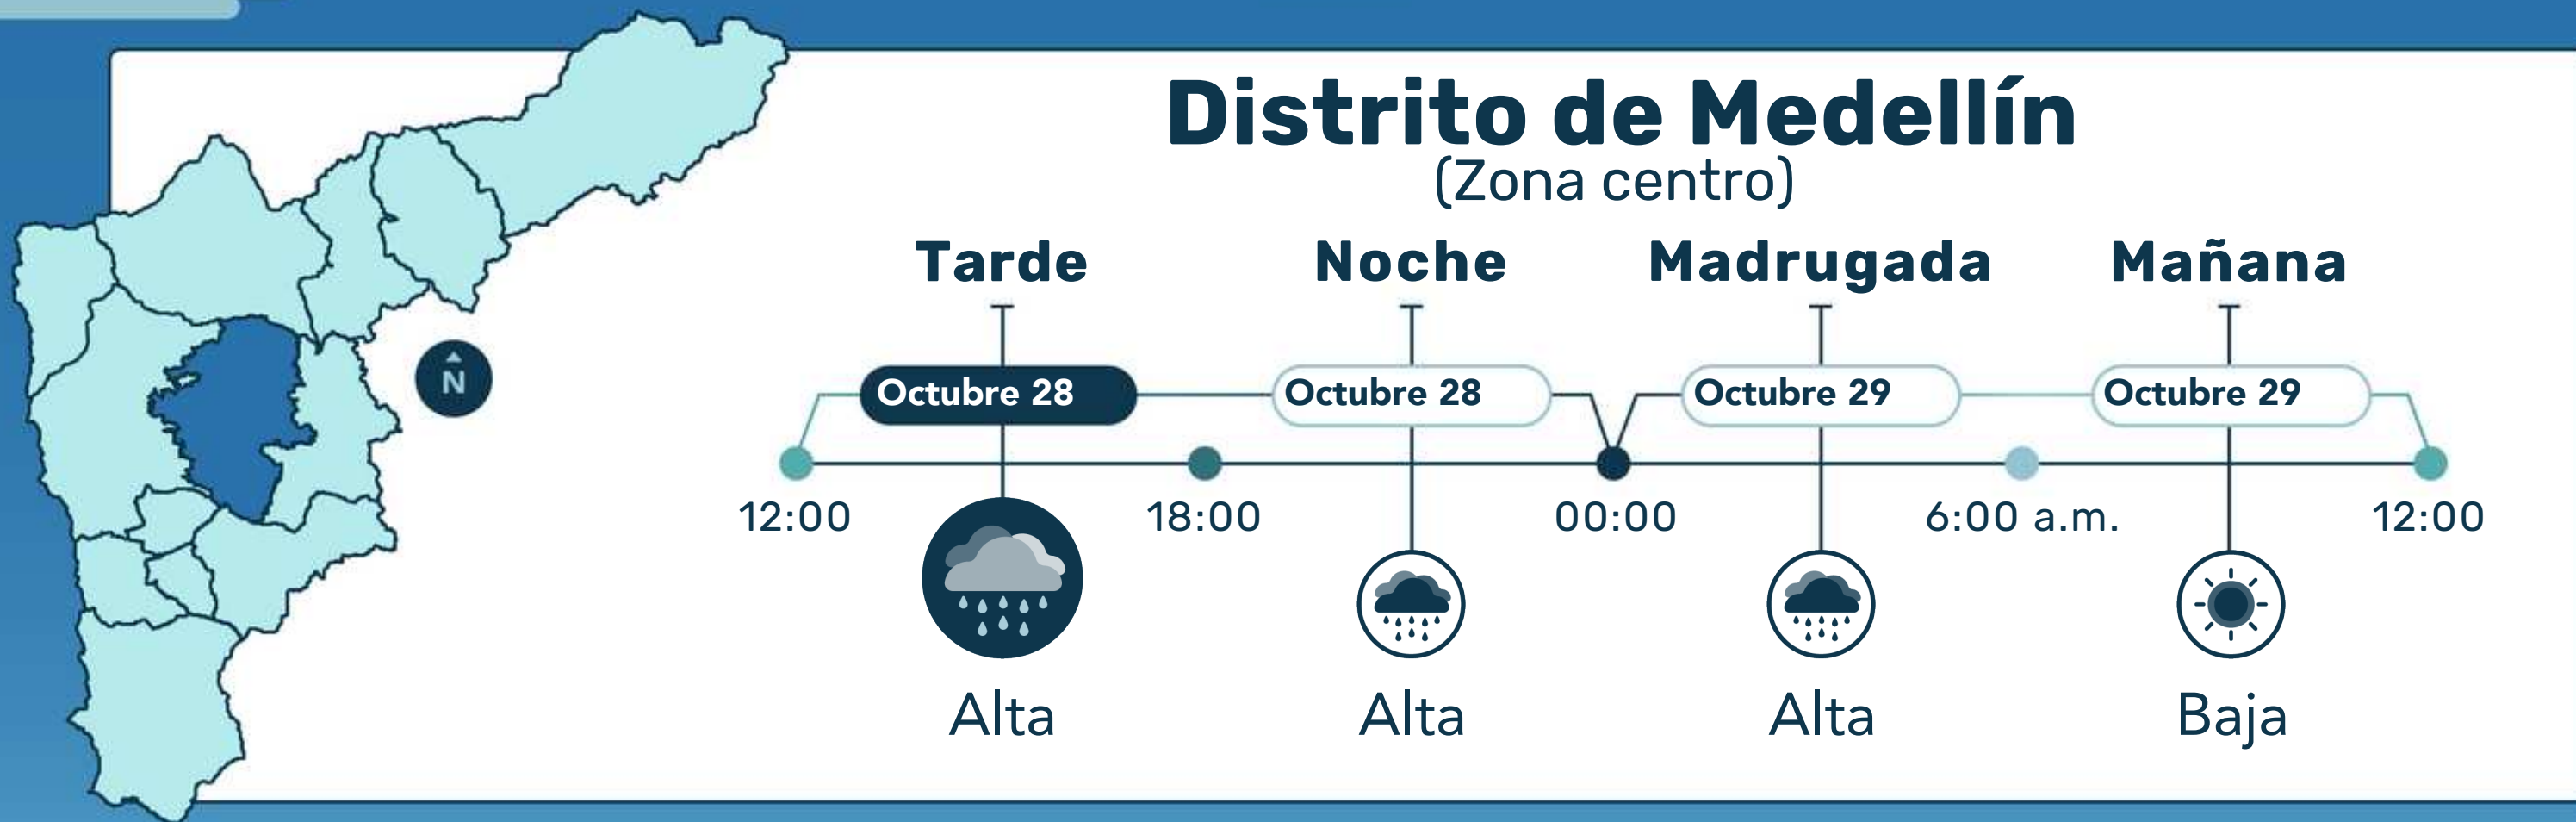 Distrito de Medellín
(Zona centro)
Tarde Noche Madrugada Mañana
Octubre 28 Octubre 28 Octubre 29 Octubre 29
N
12:00 18:00 00:00 6:00 a.m. 12:00
Alta Alta Alta Baja